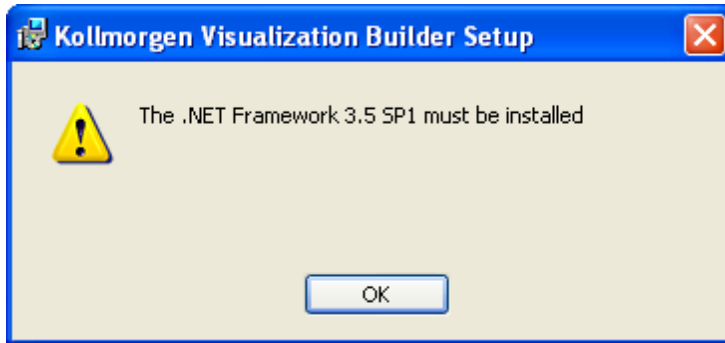 Kollmorgen Visualization Builder Setup
The .NET Framework 3.5 SP1 must be installed
OK